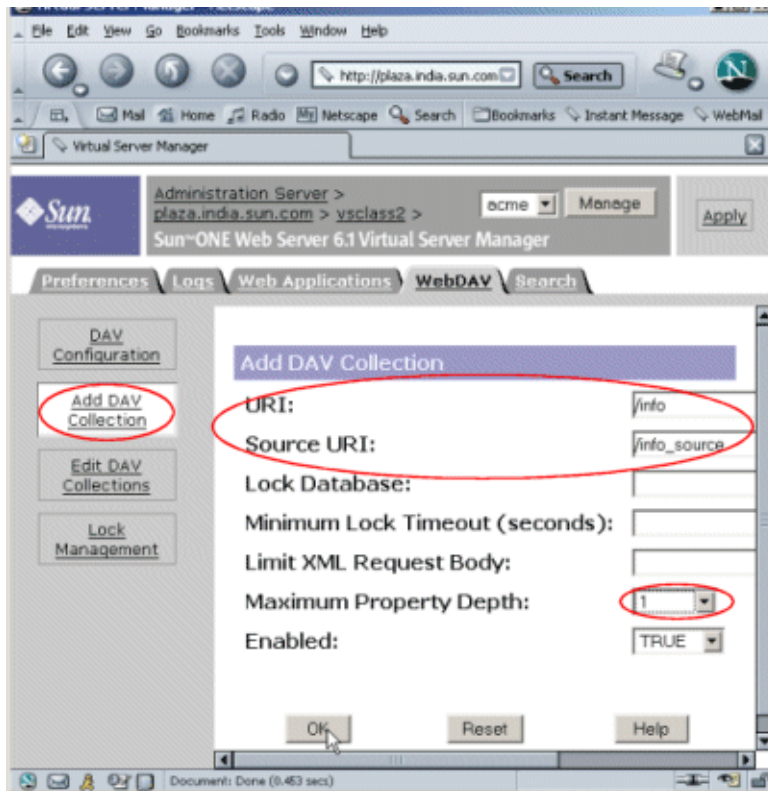 File Edit View Go Bookmarks Tools Window Help
http://plaza.india.sun.com Search N
Mail Home Radio My Netscape Search Bookmarks Instant Message WebMail
Virtual Server Manager
Sun
Administration Server >
plaza.india.sun.com > vsclass2 >
acme Manage
Apply
Sun ONE Web Server 6.1 Virtual Server Manager
Preferences Logs Web Applications WebDAV Search
DAV
Configuration
Add DAV
Collection
Edit DAV
Collections
Lock
Management
Add DAV Collection
URI: /info
Source URI: /info_source
Lock Database:
Minimum Lock Timeout (seconds):
Limit XML Request Body:
Maximum Property Depth: 1
Enabled: TRUE
OK Reset Help
Document: Done (0.453 secs)